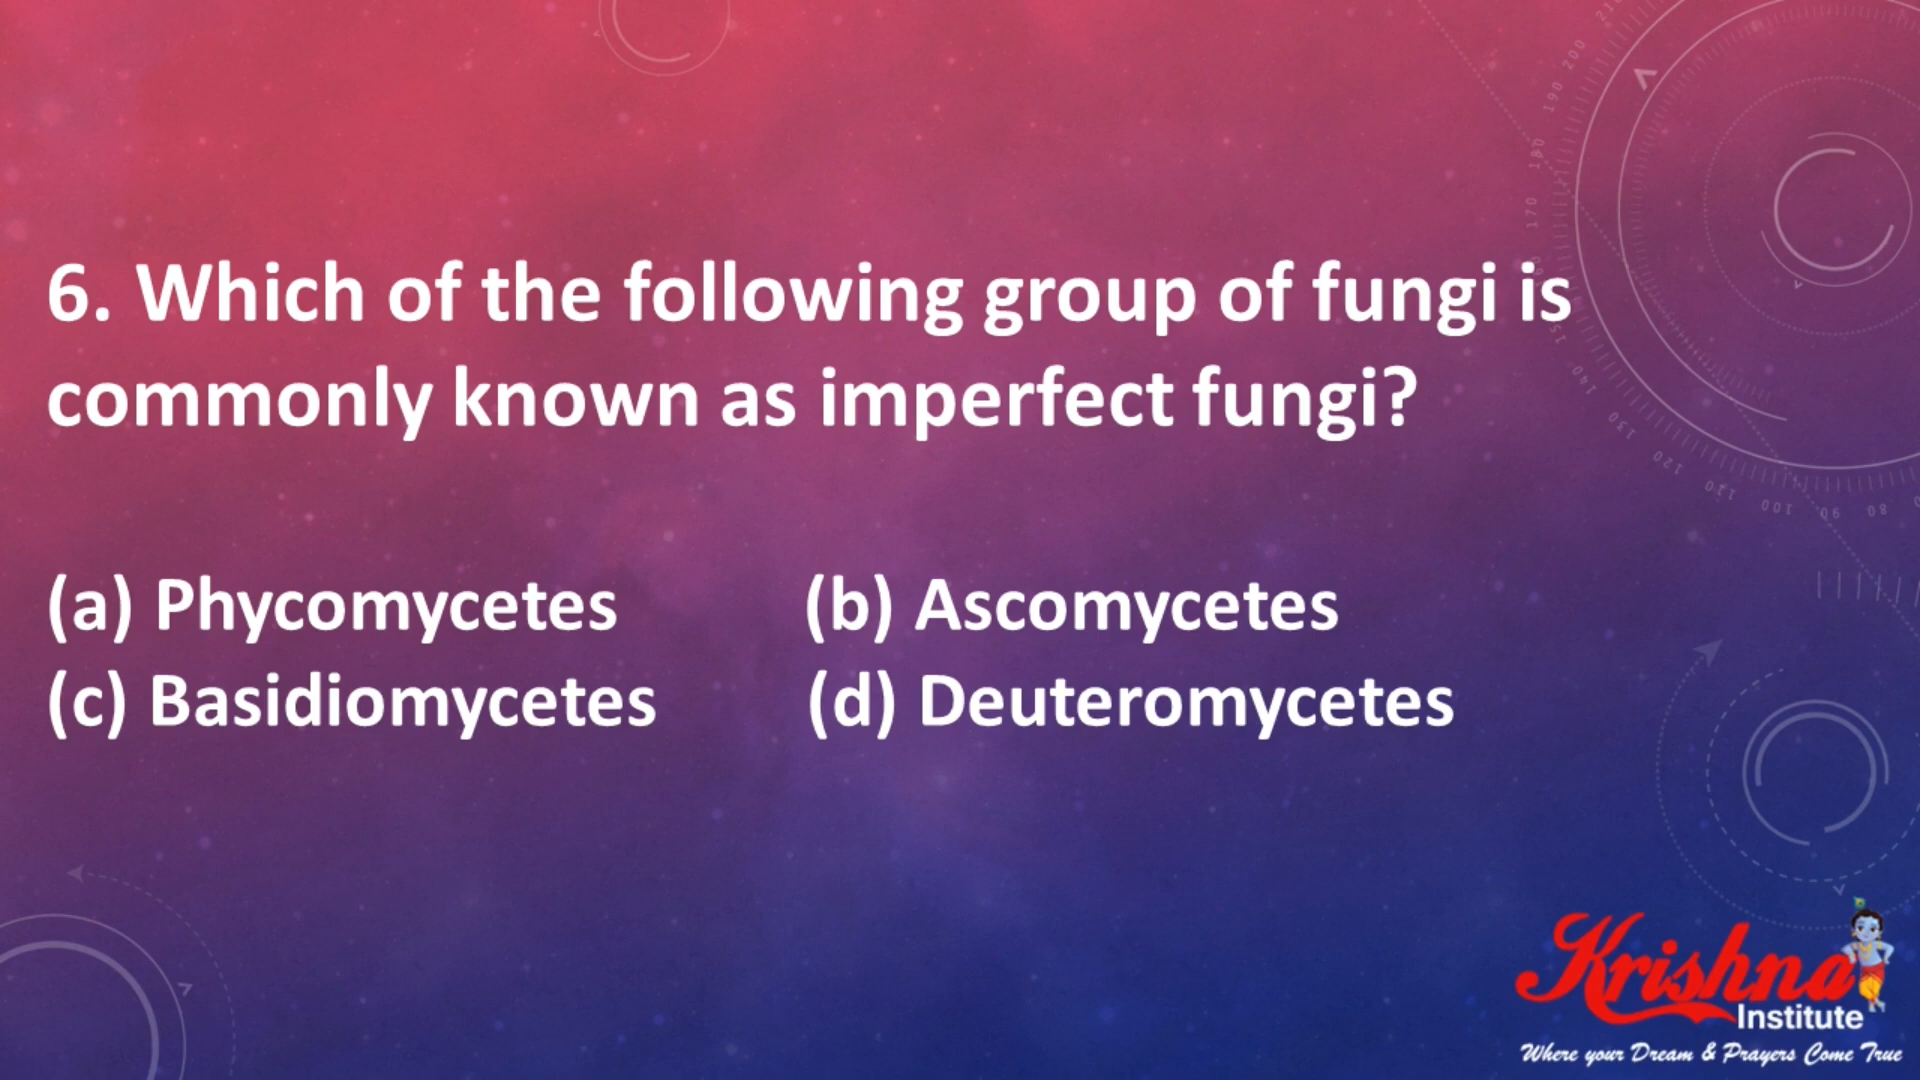 6. Which of the following group of fungi is
commonly known as imperfect fungi?
(a) Phycomycetes (b) Ascomycetes
(c) Basidiomycetes (d) Deuteromycetes
Krishna
Institute
Where your Dream & Prayers Come True